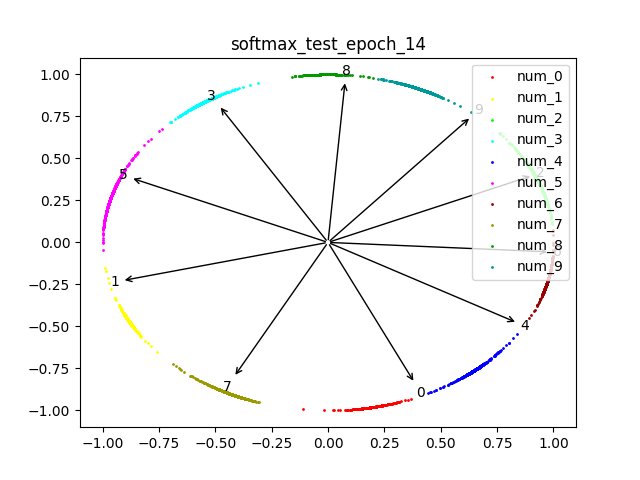 softmax_test_epoch_14
1.00
0.75
0.50
0.25
0.00
−0.25
−0.50
−0.75
−1.00
−1.00 −0.75 −0.50 −0.25 0.00 0.25 0.50 0.75 1.00
8
3
9
5
2
1
4
7
0
num_0
num_1
num_2
num_3
num_4
num_5
num_6
num_7
num_8
num_9